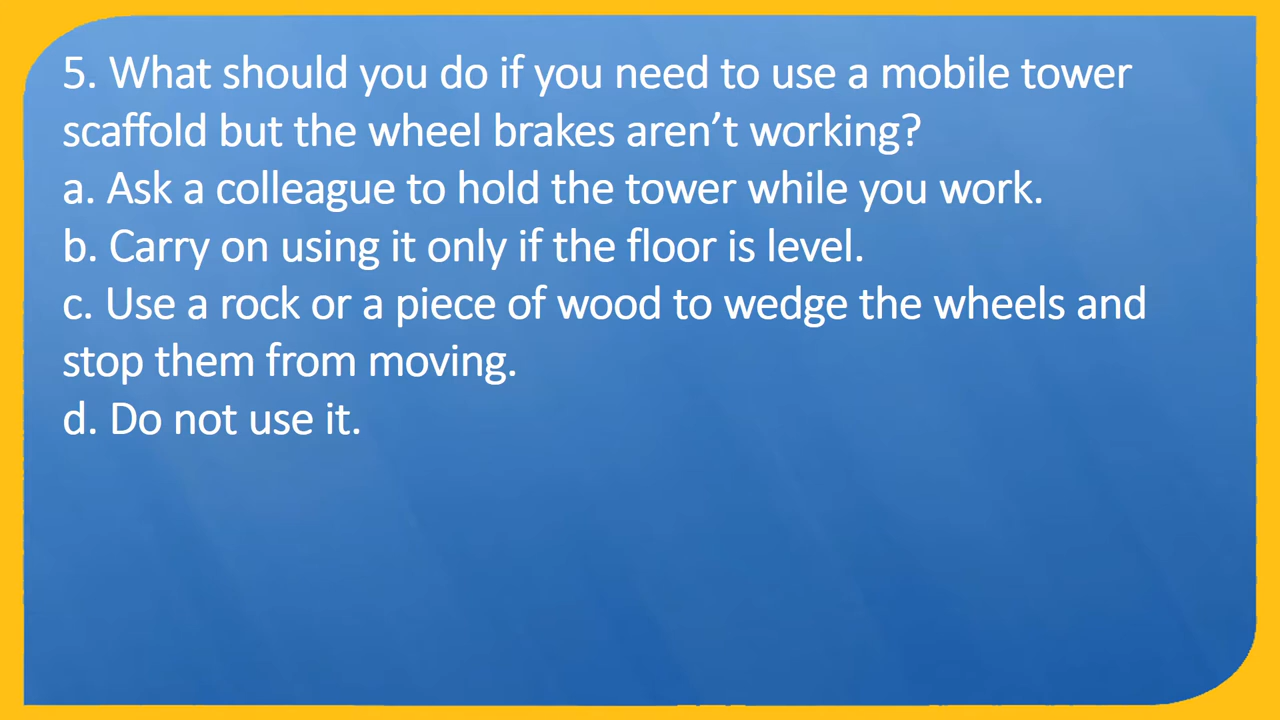 5. What should you do if you need to use a mobile tower
scaffold but the wheel brakes aren’t working?
a. Ask a colleague to hold the tower while you work.
b. Carry on using it only if the floor is level.
c. Use a rock or a piece of wood to wedge the wheels and
stop them from moving.
d. Do not use it.